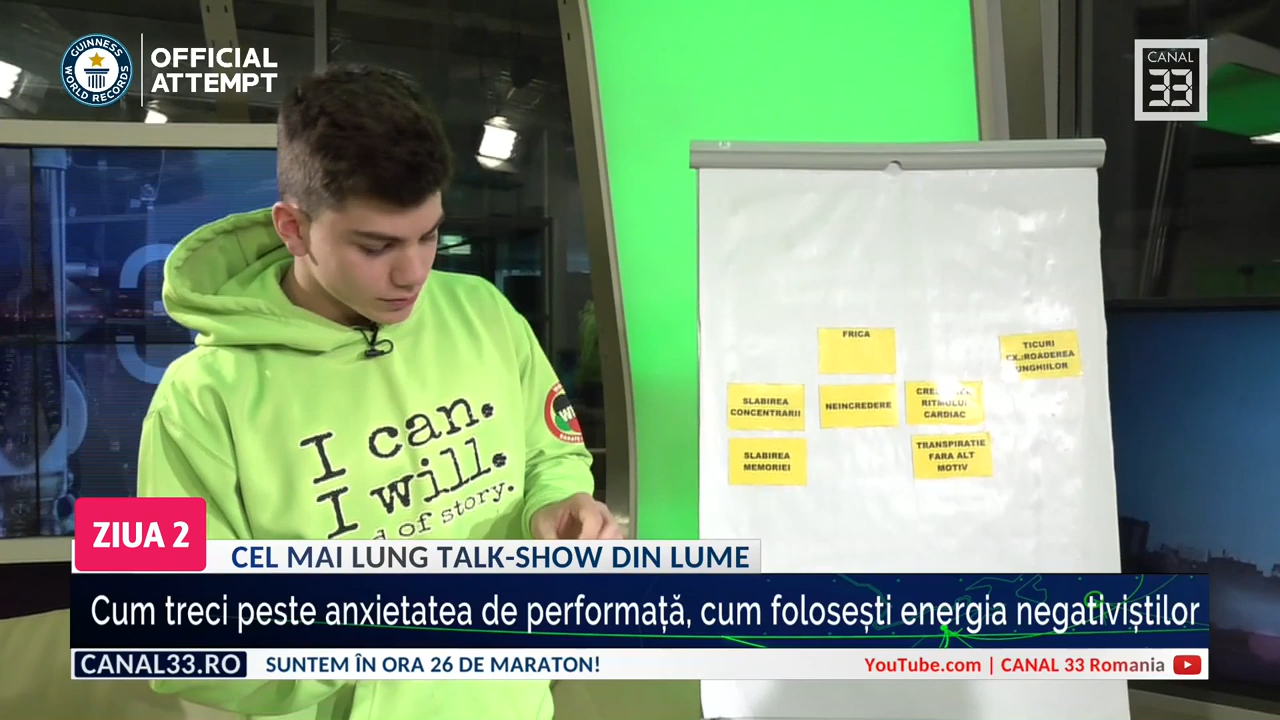 GUINNESS
WORLD RECORDS
OFFICIAL
ATTEMPT
CANAL
33
FRICA
TICURI
EX.:ROADEREA
UNGHIILOR
SLABIREA
CONCENTRARII
NEINCREDERE
RITMULUI
CARDIAC
SLABIREA
MEMORIEI
TRANSPIRATIE
FARA ALT
MOTIV
I can.
I will.
d of story.
ZIUA 2
CEL MAI LUNG TALK-SHOW DIN LUME
Cum treci peste anxietatea de performață, cum folosești energia negativiștilor
CANAL33.RO
SUNTEM ÎN ORA 26 DE MARATON!
YouTube.com | CANAL 33 Romania